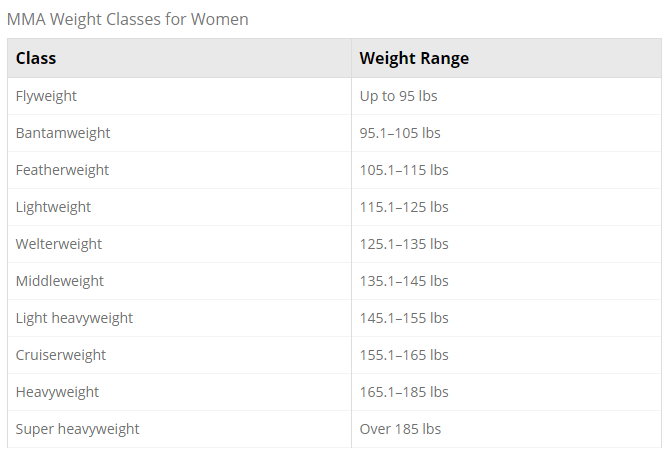 MMA Weight Classes for Women
Class Weight Range
Flyweight Up to 95 lbs
Bantamweight 95.1–105 lbs
Featherweight 105.1–115 lbs
Lightweight 115.1–125 lbs
Welterweight 125.1–135 lbs
Middleweight 135.1–145 lbs
Light heavyweight 145.1–155 lbs
Cruiserweight 155.1–165 lbs
Heavyweight 165.1–185 lbs
Super heavyweight Over 185 lbs